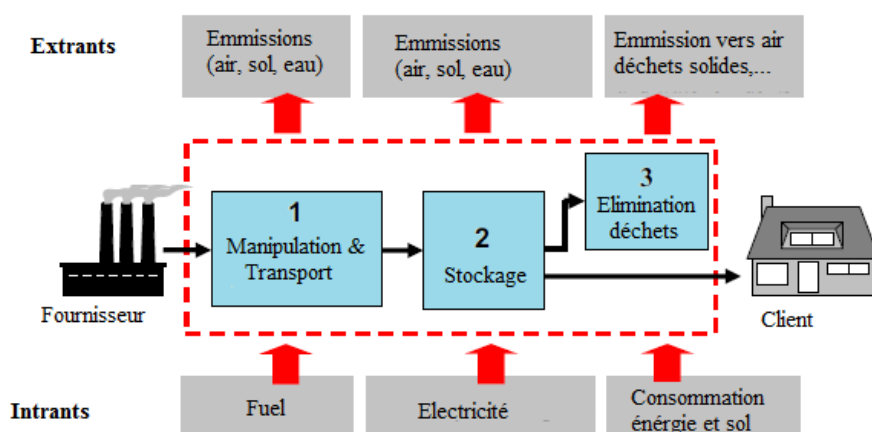 Extrants
Emmissions
(air, sol, eau)
Emmissions
(air, sol, eau)
Emmission vers air
déchets solides,...
1
Manipulation &
Transport
2
Stockage
3
Elimination
déchets
Fournisseur
Client
Intrants
Fuel
Electricité
Consommation
énérgie et sol